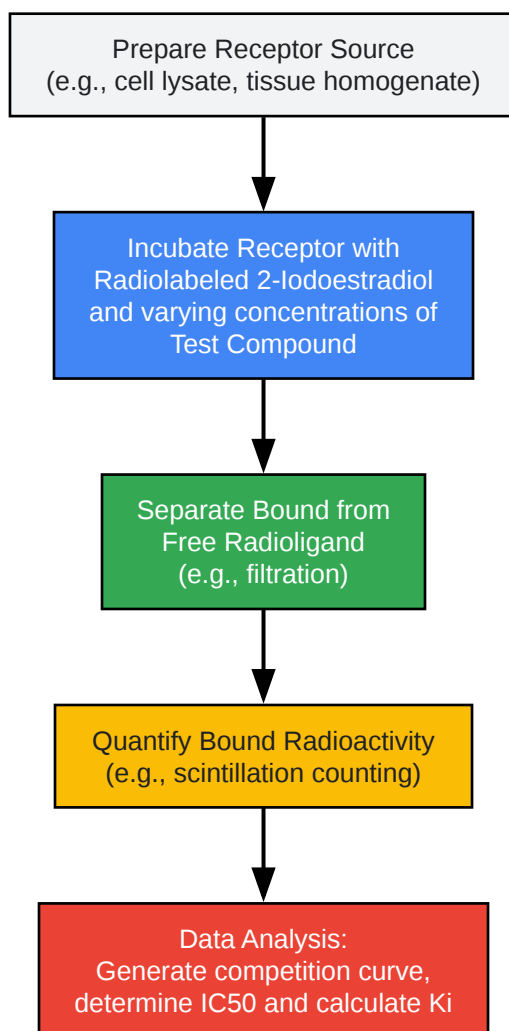 Prepare Receptor Source
(e.g., cell lysate, tissue homogenate)
Incubate Receptor with
Radiolabeled 2-Iodoestradiol
and varying concentrations of
Test Compound
Separate Bound from
Free Radioligand
(e.g., filtration)
Quantify Bound Radioactivity
(e.g., scintillation counting)
Data Analysis:
Generate competition curve,
determine IC50 and calculate Ki